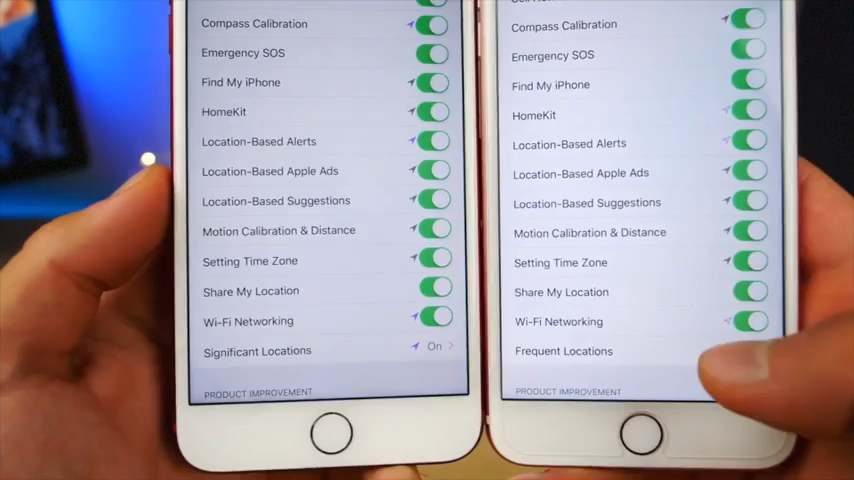 Compass Calibration
Emergency SOS
Find My iPhone
HomeKit
Location-Based Alerts
Location-Based Apple Ads
Location-Based Suggestions
Motion Calibration & Distance
Setting Time Zone
Share My Location
Wi-Fi Networking
Significant Locations On
PRODUCT IMPROVEMENT
Compass Calibration
Emergency SOS
Find My iPhone
HomeKit
Location-Based Alerts
Location-Based Apple Ads
Location-Based Suggestions
Motion Calibration & Distance
Setting Time Zone
Share My Location
Wi-Fi Networking
Frequent Locations
PRODUCT IMPROVEMENT